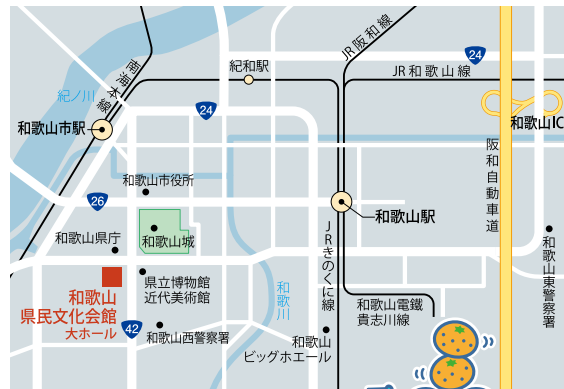 JR阪和線
24
紀和駅
JR和歌山線
南海本線
紀ノ川
24
和歌山IC
和歌山市駅
阪和自動車道
和歌山市役所
26
和歌山駅
和歌山県庁
和歌山城
JRきのくに線
和歌山東警察署
県立博物館
近代美術館
和歌川
和歌山
県民文化会館
大ホール
42
和歌山西警察署
和歌山電鐵
貴志川線
和歌山
ビッグホエール